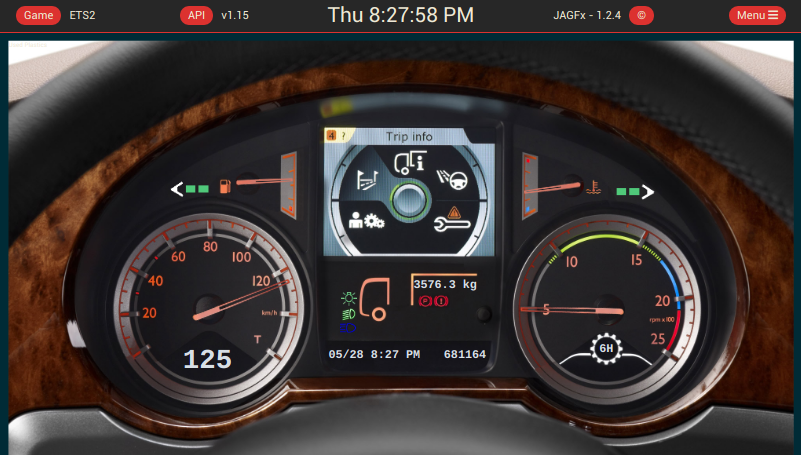 Game ETS2 API v1.15 Thu 8:27:58 PM JAGFx - 1.2.4 © Menu
4 ? Trip info
20 40 60 80 100 120 km/h T
125
3576.3 kg
P
05/28 8:27 PM 681164
5 10 15 20 25 rpm x 100
6H